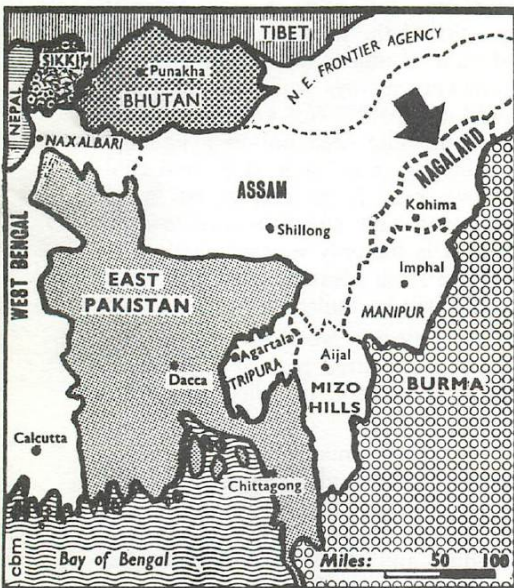 TIBET
SIKKIM
NEPAL
Punakha
BHUTAN
N. E. FRONTIER AGENCY
NAXALBARI
NAGALAND
ASSAM
Kohima
Shillong
WEST BENGAL
EAST
PAKISTAN
Imphal
MANIPUR
Agartala
TRIPURA
Aijal
MIZO
HILLS
BURMA
Dacca
Calcutta
Chittagong
cbm
Bay of Bengal
Miles: 50 100